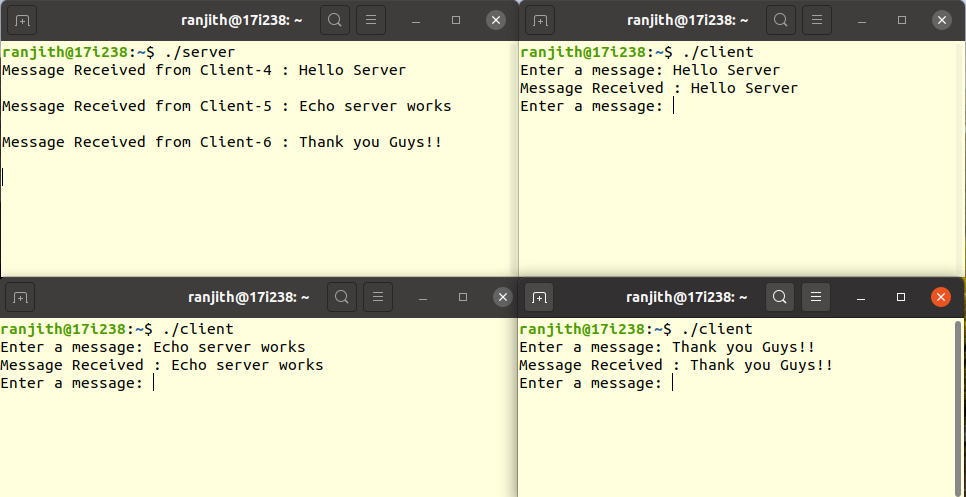 ranjith@17i238: ~
ranjith@17i238:~$ ./server
Message Received from Client-4 : Hello Server
Message Received from Client-5 : Echo server works
Message Received from Client-6 : Thank you Guys!!
ranjith@17i238: ~
ranjith@17i238:~$ ./client
Enter a message: Hello Server
Message Received : Hello Server
Enter a message:
ranjith@17i238: ~
ranjith@17i238:~$ ./client
Enter a message: Echo server works
Message Received : Echo server works
Enter a message:
ranjith@17i238: ~
ranjith@17i238:~$ ./client
Enter a message: Thank you Guys!!
Message Received : Thank you Guys!!
Enter a message: